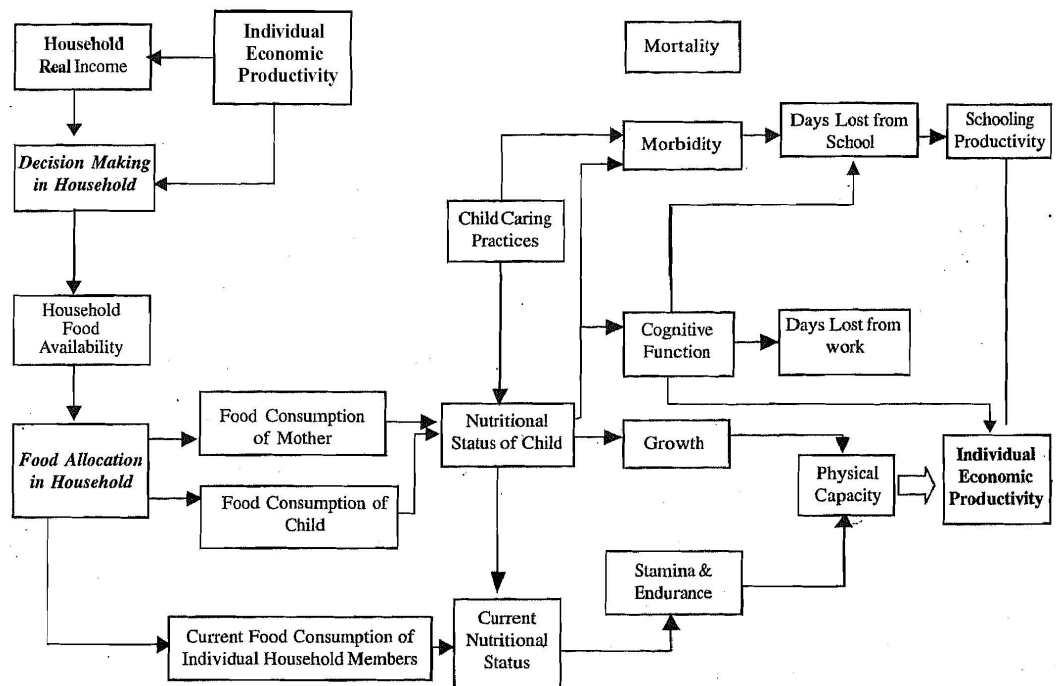 Household
Real Income
Individual
Economic
Productivity
Mortality
Decision Making
in Household
Child Caring
Practices
Morbidity
Days Lost from
School
Schooling
Productivity
Household
Food
Availability
Cognitive
Function
Days Lost from
work
Food Allocation
in Household
Food Consumption
of Mother
Food Consumption of
Child
Nutritional
Status of Child
Growth
Physical
Capacity
Individual
Economic
Productivity
Stamina &
Endurance
Current Food Consumption of
Individual Household Members
Current
Nutritional
Status